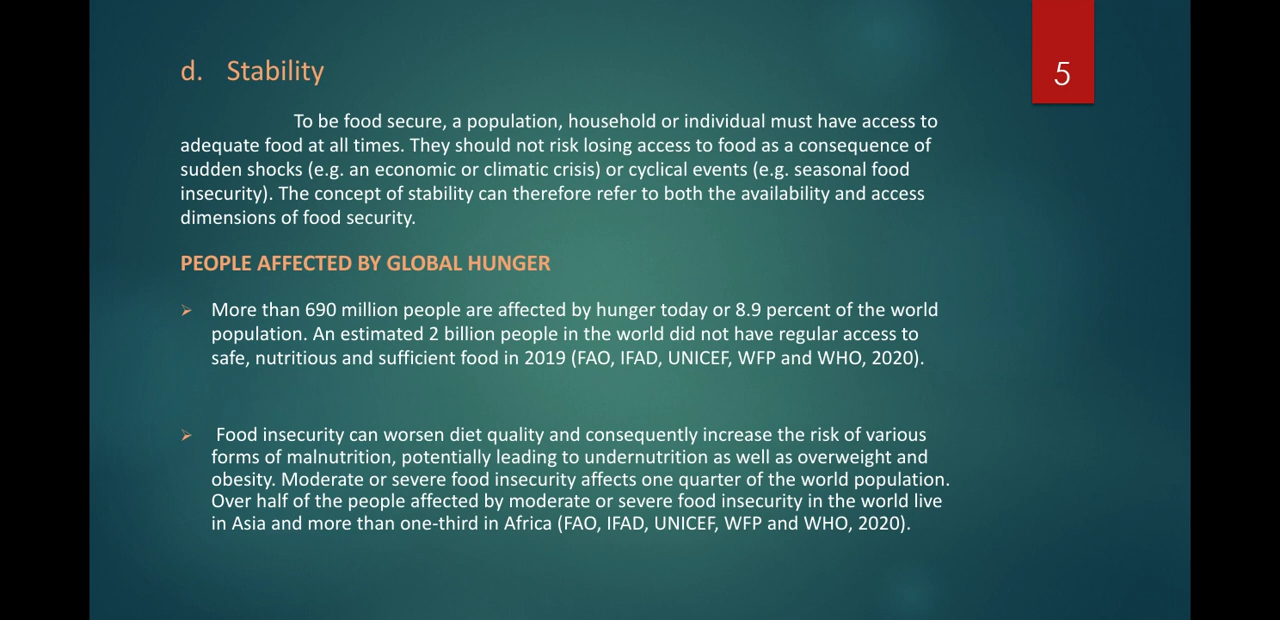 5
d. Stability
To be food secure, a population, household or individual must have access to
adequate food at all times. They should not risk losing access to food as a consequence of
sudden shocks (e.g. an economic or climatic crisis) or cyclical events (e.g. seasonal food
insecurity). The concept of stability can therefore refer to both the availability and access
dimensions of food security.
PEOPLE AFFECTED BY GLOBAL HUNGER
More than 690 million people are affected by hunger today or 8.9 percent of the world
population. An estimated 2 billion people in the world did not have regular access to
safe, nutritious and sufficient food in 2019 (FAO, IFAD, UNICEF, WFP and WHO, 2020).
Food insecurity can worsen diet quality and consequently increase the risk of various
forms of malnutrition, potentially leading to undernutrition as well as overweight and
obesity. Moderate or severe food insecurity affects one quarter of the world population.
Over half of the people affected by moderate or severe food insecurity in the world live
in Asia and more than one-third in Africa (FAO, IFAD, UNICEF, WFP and WHO, 2020).